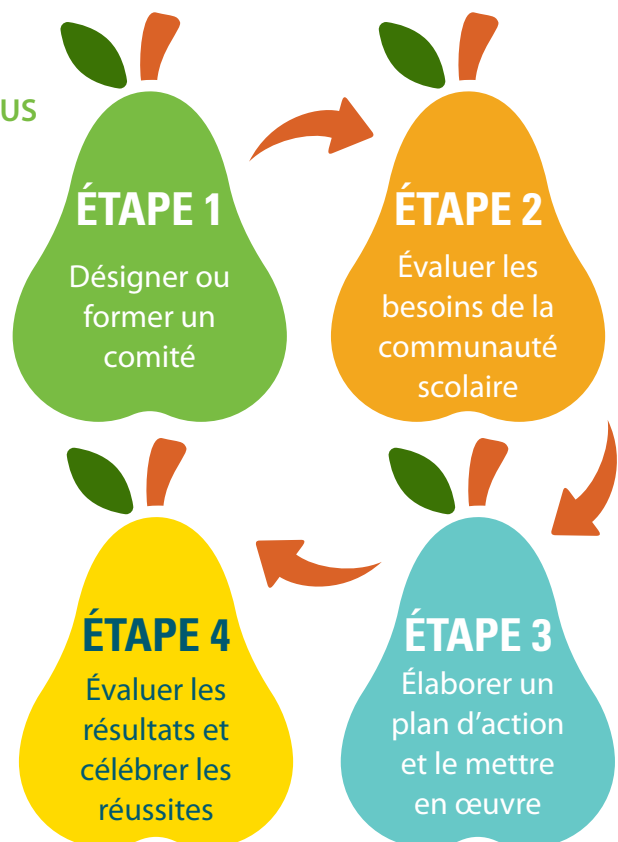 US
ÉTAPE 1
Désigner ou
former un
comité
ÉTAPE 2
Évaluer les
besoins de la
communauté
scolaire
ÉTAPE 3
Élaborer un
plan d’action
et le mettre
en œuvre
ÉTAPE 4
Évaluer les
résultats et
célébrer les
réussites